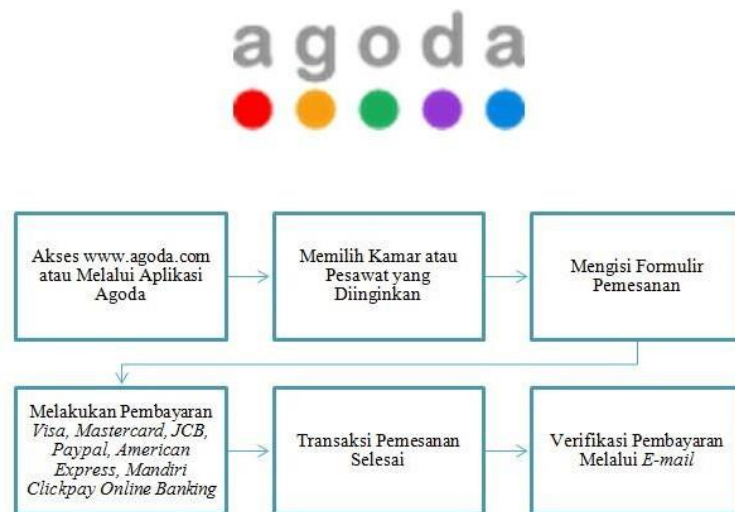 agoda
Akses www.agoda.com
atau Melalui Aplikasi
Agoda
Memilih Kamar atau
Pesawat yang
Diinginkan
Mengisi Formulir
Pemesanan
Melakukan Pembayaran
Visa, Mastercard, JCB,
Paypal, American
Express, Mandiri
Clickpay Online Banking
Transaksi Pemesanan
Selesai
Verifikasi Pembayaran
Melalui E-mail